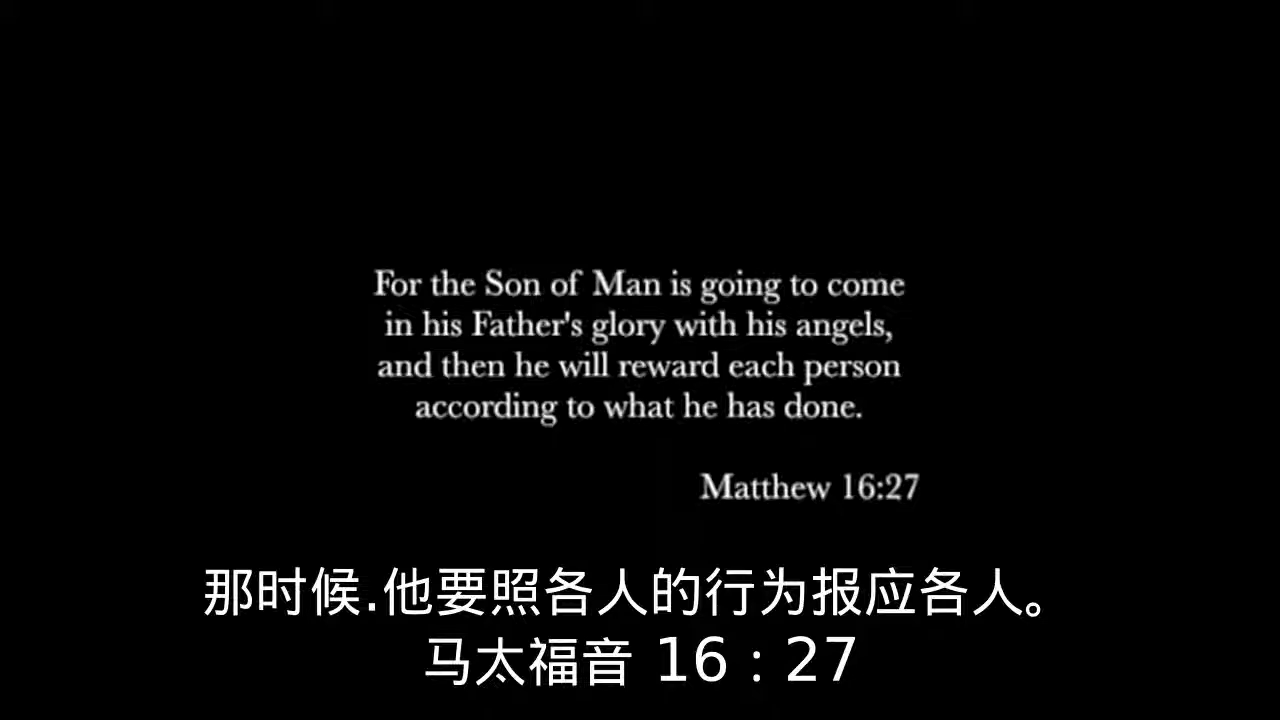 For the Son of Man is going to come
in his Father's glory with his angels,
and then he will reward each person
according to what he has done.
Matthew 16:27
那时候.他要照各人的行为报应各人。
马太福音 16：27